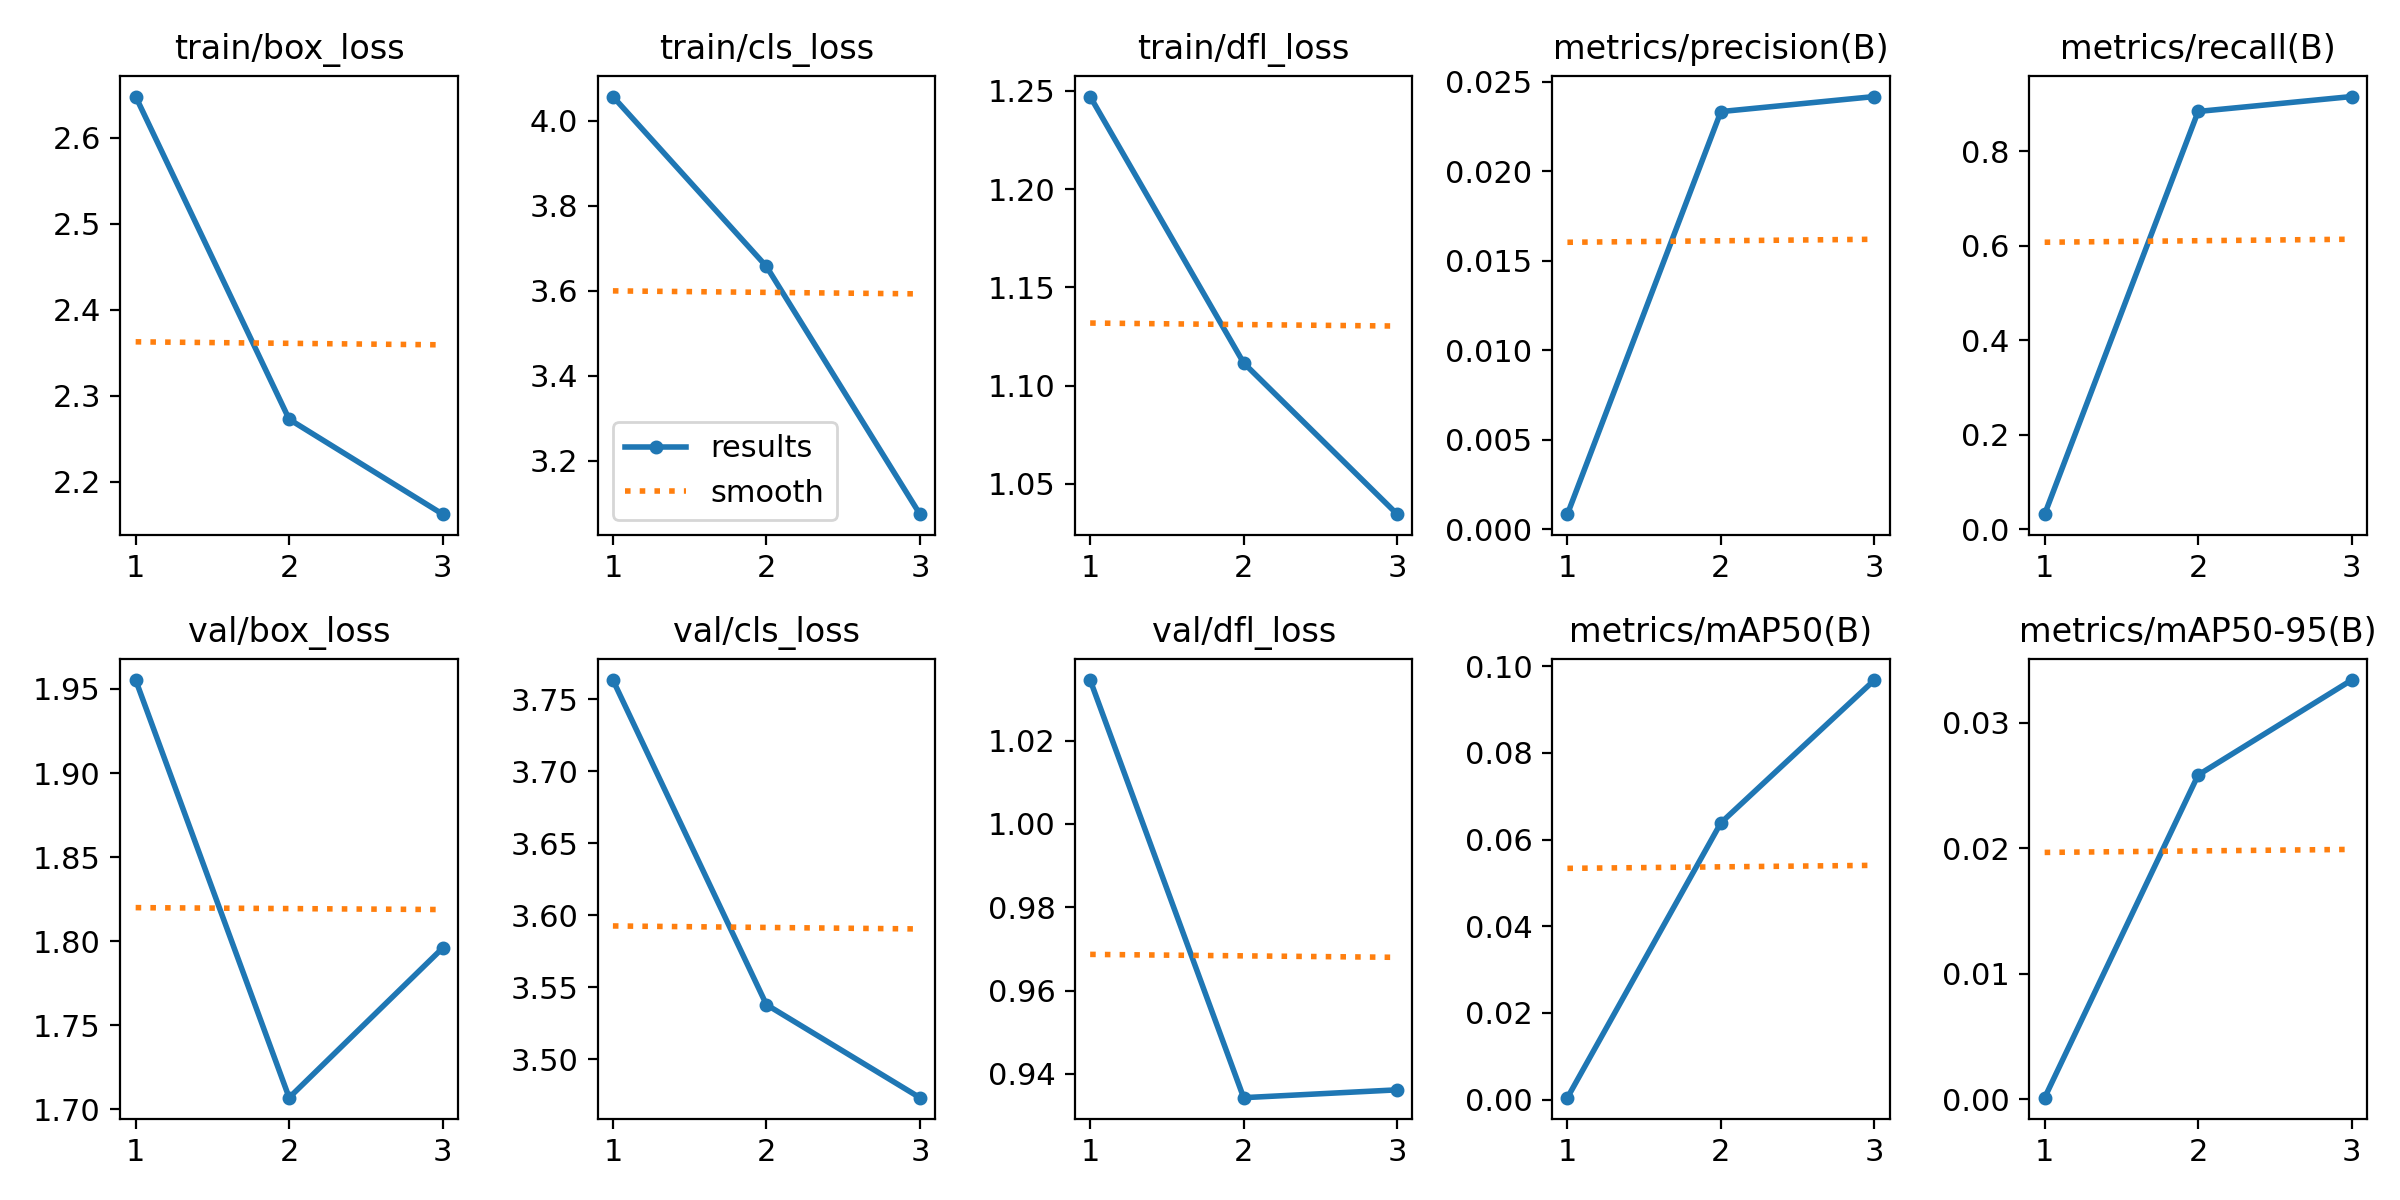 train/box_loss
train/cls_loss
train/dfl_loss
metrics/precision(B)
metrics/recall(B)
2.6
2.5
2.4
2.3
2.2
1 2 3
4.0
3.8
3.6
3.4
3.2
results
smooth
1 2 3
1.25
1.20
1.15
1.10
1.05
1 2 3
0.025
0.020
0.015
0.010
0.005
0.000
1 2 3
0.8
0.6
0.4
0.2
0.0
1 2 3
val/box_loss
val/cls_loss
val/dfl_loss
metrics/mAP50(B)
metrics/mAP50-95(B)
1.95
1.90
1.85
1.80
1.75
1.70
1 2 3
3.75
3.70
3.65
3.60
3.55
3.50
1 2 3
1.02
1.00
0.98
0.96
0.94
1 2 3
0.10
0.08
0.06
0.04
0.02
0.00
1 2 3
0.03
0.02
0.01
0.00
1 2 3